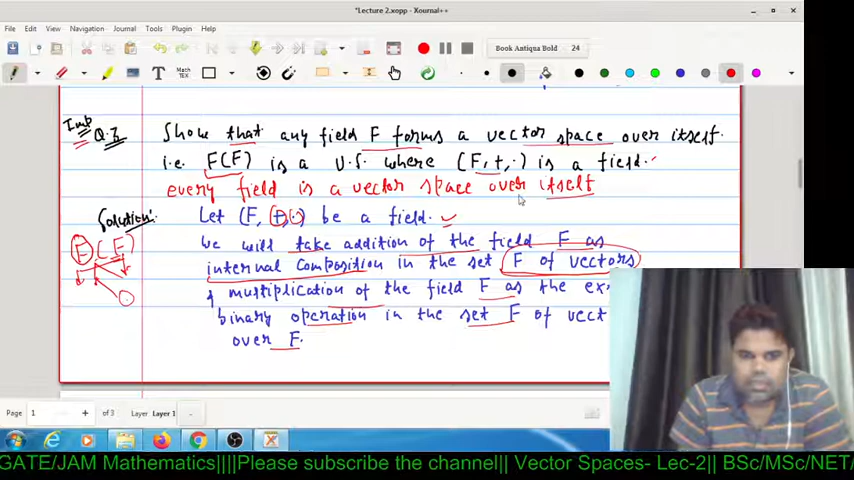 *Lecture 2.xopp - Xournal++
File Edit View Navigation Journal Tools Plugin Help
Book Antiqua Bold 24
Imp
Q.3 Show that any field F forms a vector space over itself.
i.e. F(F) is a V.S. where (F, +, ·) is a field.
every field is a vector space over itself
Solution: Let (F, +, ·) be a field.
F ( F )
We will take addition of the field F as
internal Composition in the set F of vectors
& multiplication of the field F as the ex
binary operation in the set F of vect
over F.
Page 1 of 3 Layer Layer 1
GATE/JAM Mathematics||||Please subscribe the channel|| Vector Spaces- Lec-2|| BSc/MSc/NET/